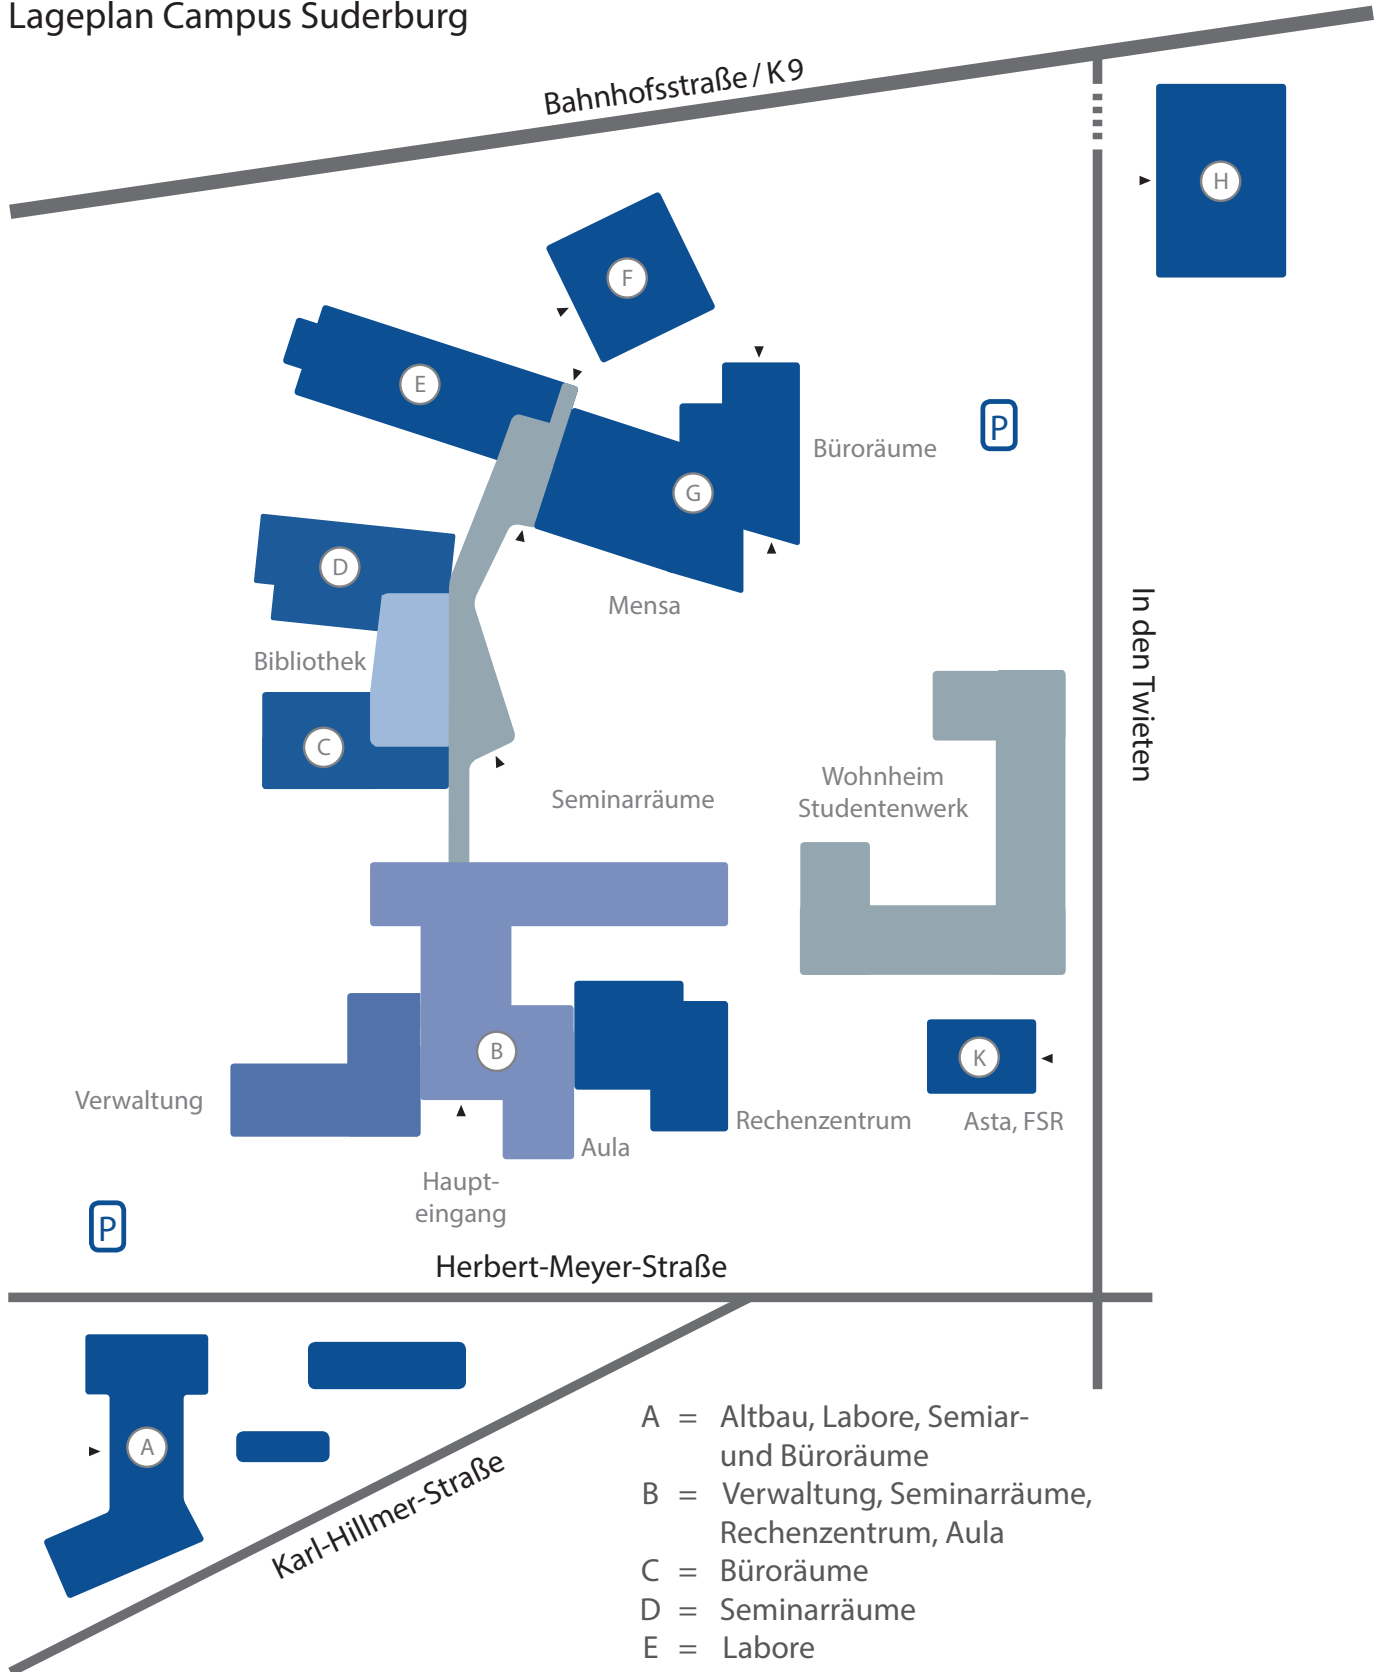 Lageplan Campus Suderburg
Bahnhofsstraße / K 9
H
F
E
P
Büroräume
G
D
Mensa
In den Twieten
Bibliothek
C
Wohnheim
Studentenwerk
Seminarräume
B
K
Verwaltung
Rechenzentrum
Asta, FSR
Aula
Haupt-
eingang
P
Herbert-Meyer-Straße
A
Karl-Hillmer-Straße
A = Altbau, Labore, Semiar-
und Büroräume
B = Verwaltung, Seminarräume,
Rechenzentrum, Aula
C = Büroräume
D = Seminarräume
E = Labore